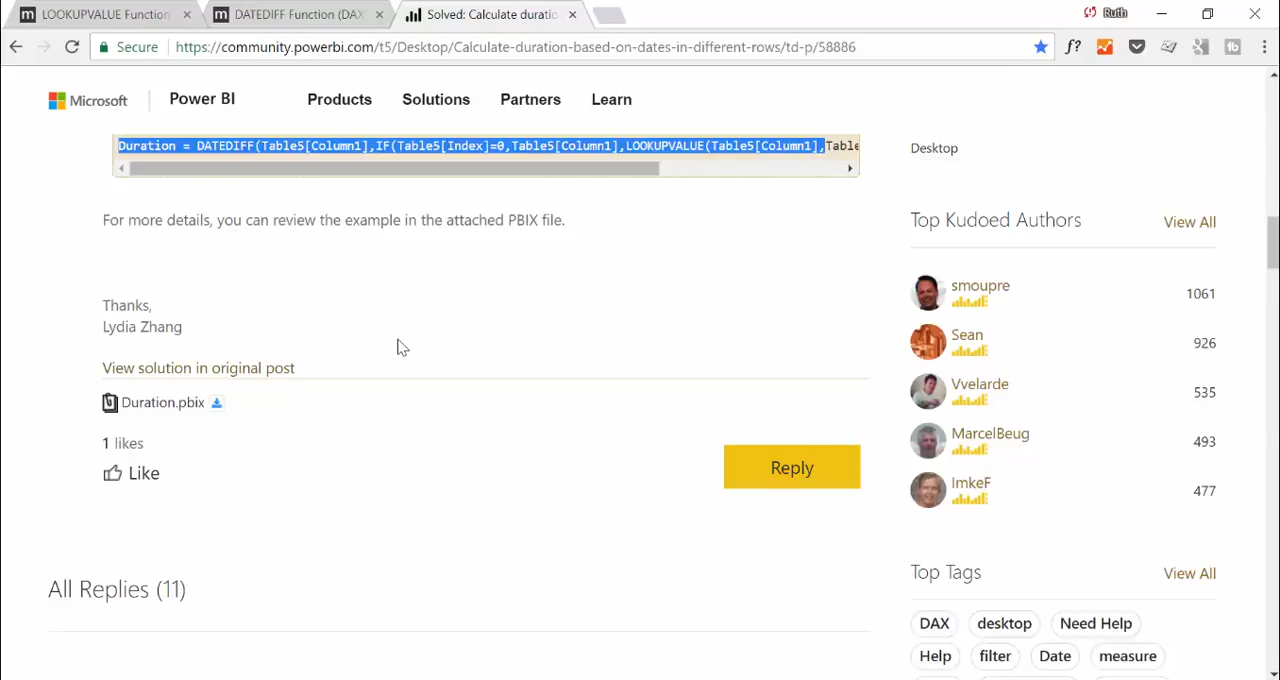 LOOKUPVALUE Function
DATEDIFF Function (DAX
Solved: Calculate duratio
Ruth
Secure
https://community.powerbi.com/t5/Desktop/Calculate-duration-based-on-dates-in-different-rows/td-p/58886
f?
Microsoft
Power BI
Products
Solutions
Partners
Learn
Duration = DATEDIFF(Table5[Column1],IF(Table5[Index]=0,Table5[Column1],LOOKUPVALUE(Table5[Column1],Table
Desktop
For more details, you can review the example in the attached PBIX file.
Thanks,
Lydia Zhang
View solution in original post
Duration.pbix
1 likes
Like
Reply
All Replies (11)
Top Kudoed Authors
View All
smoupre
1061
Sean
926
Vvelarde
535
MarcelBeug
493
ImkeF
477
Top Tags
View All
DAX
desktop
Need Help
Help
filter
Date
measure